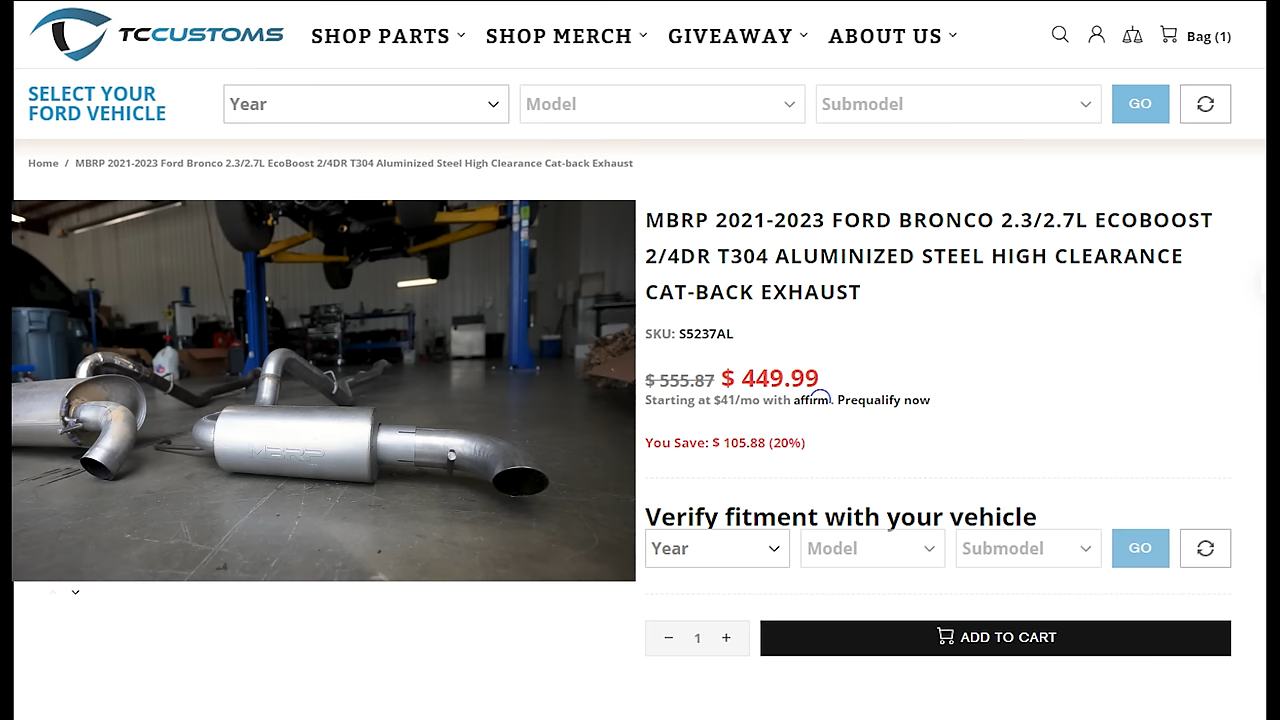 TCCUSTOMS
SHOP PARTS
SHOP MERCH
GIVEAWAY
ABOUT US
Bag (1)
SELECT YOUR
FORD VEHICLE
Year
Model
Submodel
GO
Home / MBRP 2021-2023 Ford Bronco 2.3/2.7L EcoBoost 2/4DR T304 Aluminized Steel High Clearance Cat-back Exhaust
MBRP
MBRP 2021-2023 FORD BRONCO 2.3/2.7L ECOBOOST
2/4DR T304 ALUMINIZED STEEL HIGH CLEARANCE
CAT-BACK EXHAUST
SKU: S5237AL
$ 555.87 $ 449.99
Starting at $41/mo with affirm. Prequalify now
You Save: $ 105.88 (20%)
Verify fitment with your vehicle
Year
Model
Submodel
GO
− 1 +
ADD TO CART